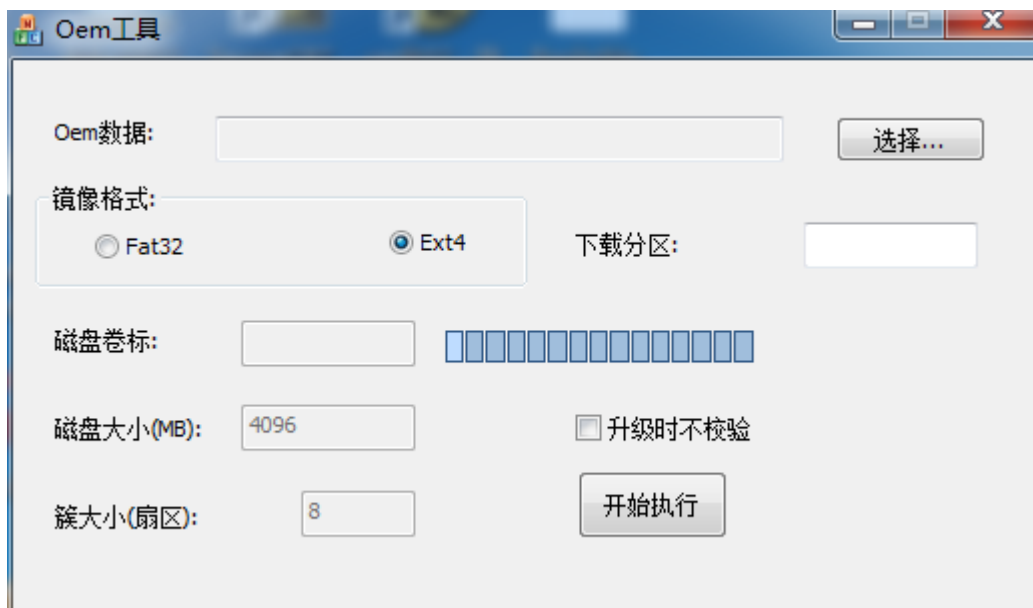 Oem工具
Oem数据:
选择...
镜像格式:
Fat32
Ext4
下载分区:
磁盘卷标:
磁盘大小(MB):
4096
升级时不校验
簇大小(扇区):
8
开始执行